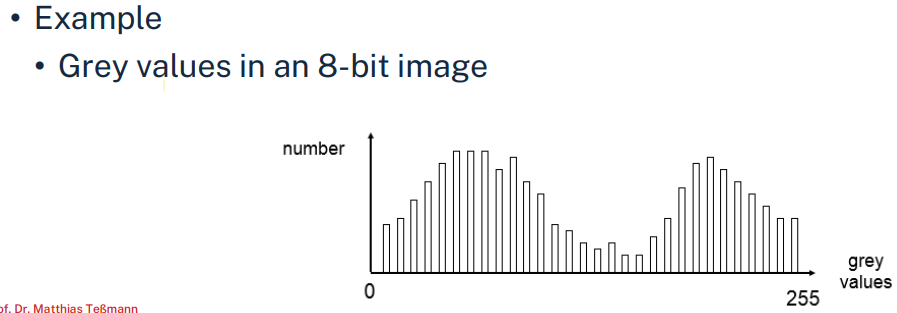 • Example
• Grey values in an 8-bit image
number
grey
values
0
255
of. Dr. Matthias Teßmann